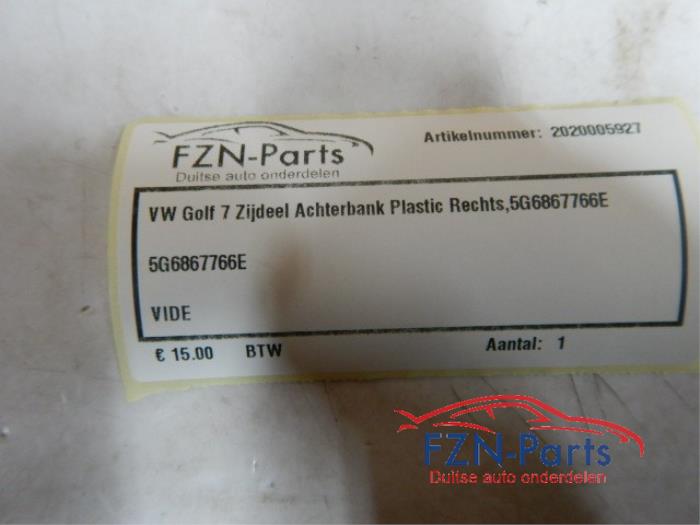 FZN-Parts
Duitse auto onderdelen
Artikelnummer: 2020005927
VW Golf 7 Zijdeel Achterbank Plastic Rechts,5G6867766E
5G6867766E
VIDE
€ 15.00 BTW Aantal: 1
FZN-Parts
Duitse auto onderdelen